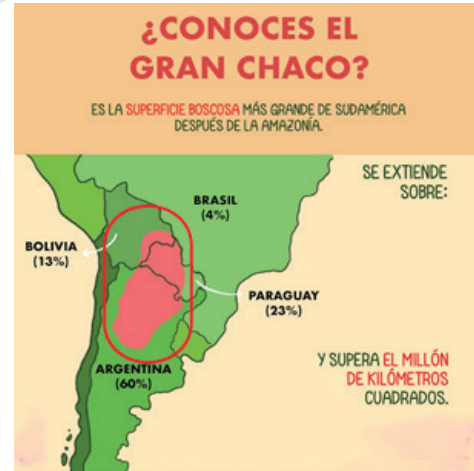 ¿CONOCES EL
GRAN CHACO?
ES LA SUPERFICIE BOSCOSA MÁS GRANDE DE SUDAMÉRICA
DESPUÉS DE LA AMAZONÍA.
SE EXTIENDE
SOBRE:
BRASIL
(4%)
BOLIVIA
(13%)
PARAGUAY
(23%)
ARGENTINA
(60%)
Y SUPERA EL MILLÓN
DE KILÓMETROS
CUADRADOS.